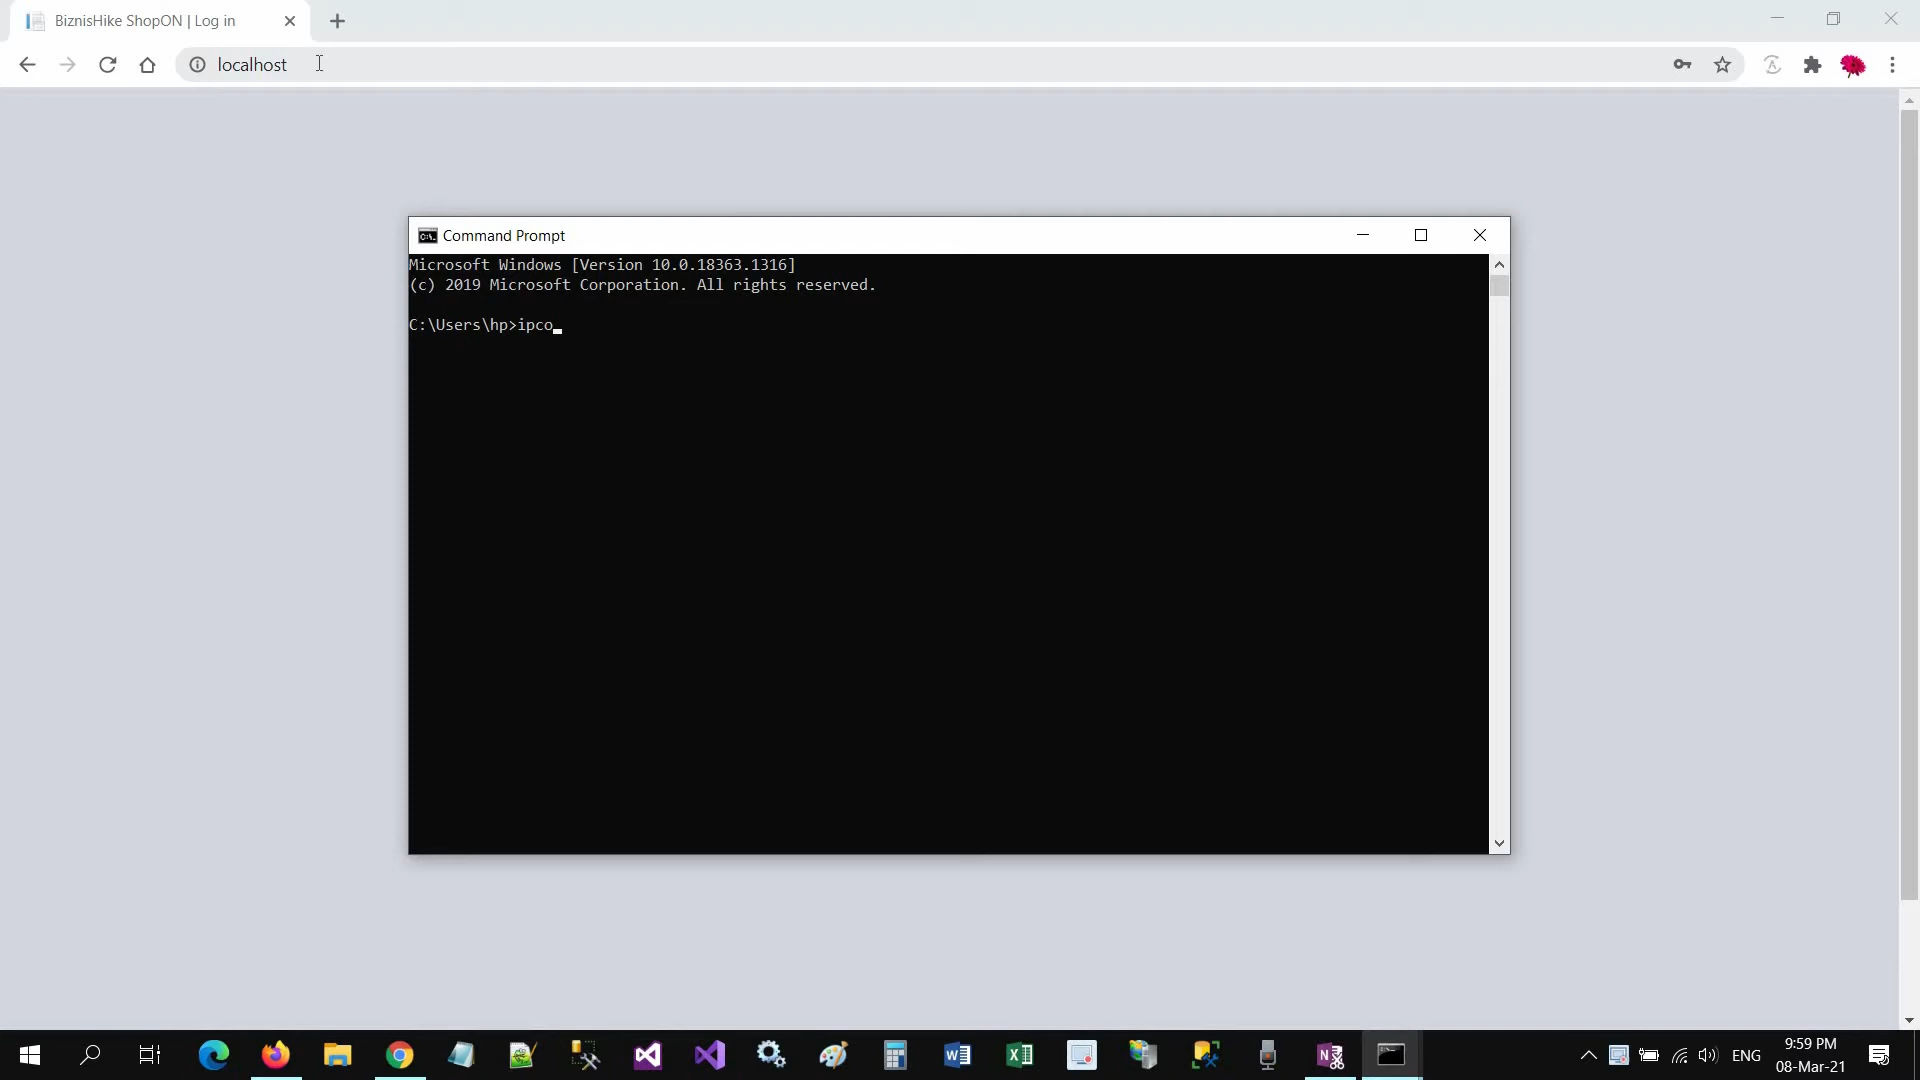 BiznisHike ShopON | Log in
localhost
Command Prompt
Microsoft Windows [Version 10.0.18363.1316]
(c) 2019 Microsoft Corporation. All rights reserved.
C:\Users\hp>ipco_
ENG
9:59 PM
08-Mar-21